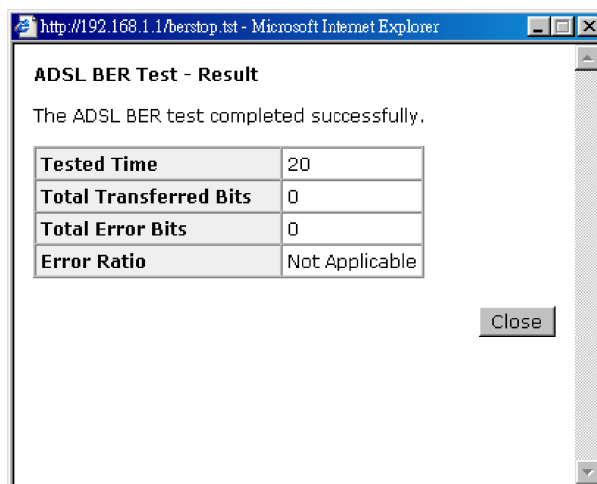 http://192.168.1.1/berstop.tst - Microsoft Internet Explorer
ADSL BER Test - Result
The ADSL BER test completed successfully.
Tested Time 20
Total Transferred Bits 0
Total Error Bits 0
Error Ratio Not Applicable
Close